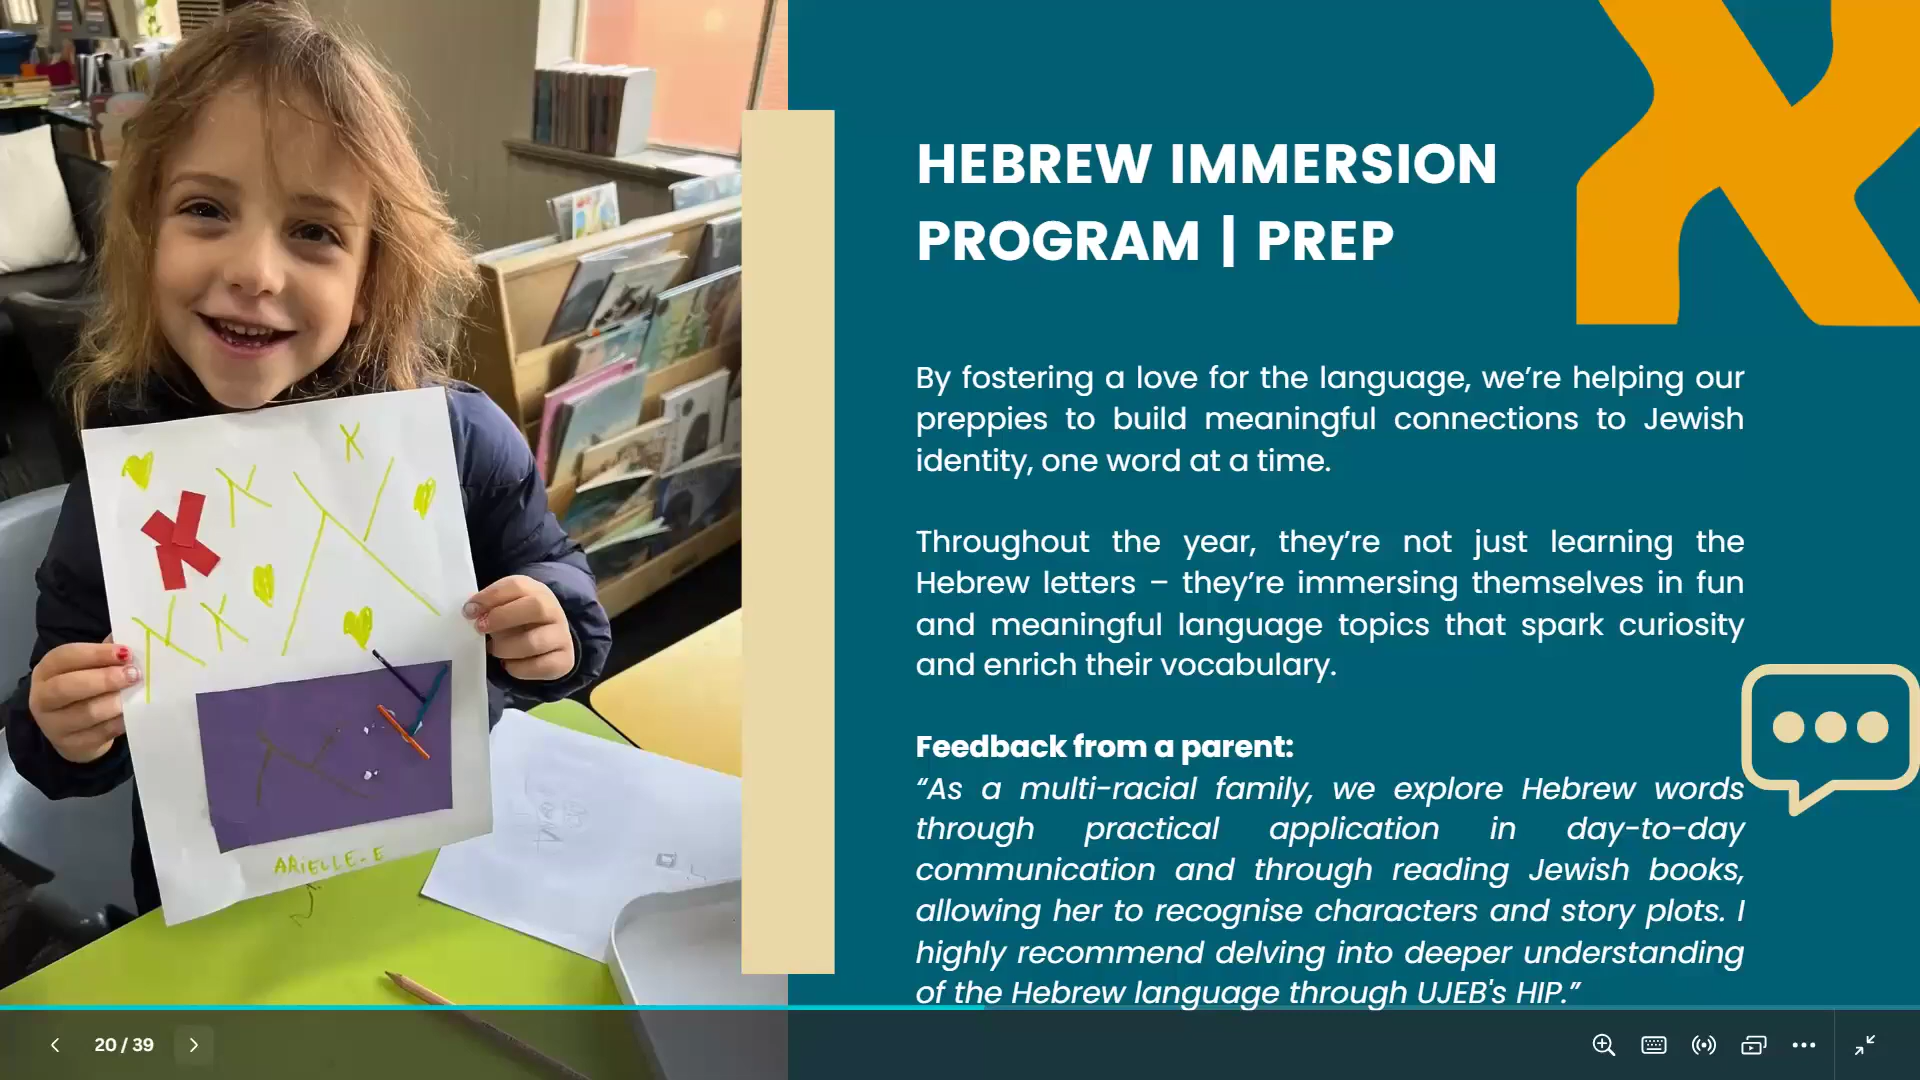 HEBREW IMMERSION
PROGRAM | PREP
By fostering a love for the language, we’re helping our
preppies to build meaningful connections to Jewish
identity, one word at a time.
Throughout the year, they’re not just learning the
Hebrew letters – they’re immersing themselves in fun
and meaningful language topics that spark curiosity
and enrich their vocabulary.
Feedback from a parent:
“As a multi-racial family, we explore Hebrew words
through practical application in day-to-day
communication and through reading Jewish books,
allowing her to recognise characters and story plots. I
highly recommend delving into deeper understanding
of the Hebrew language through UJEB's HIP.”
א
א
א
א
א
א
ARiELLE-E
20 / 39